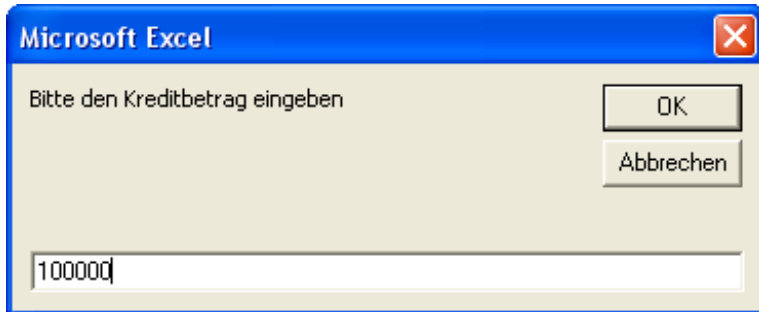 Microsoft Excel
Bitte den Kreditbetrag eingeben
OK
Abbrechen
100000